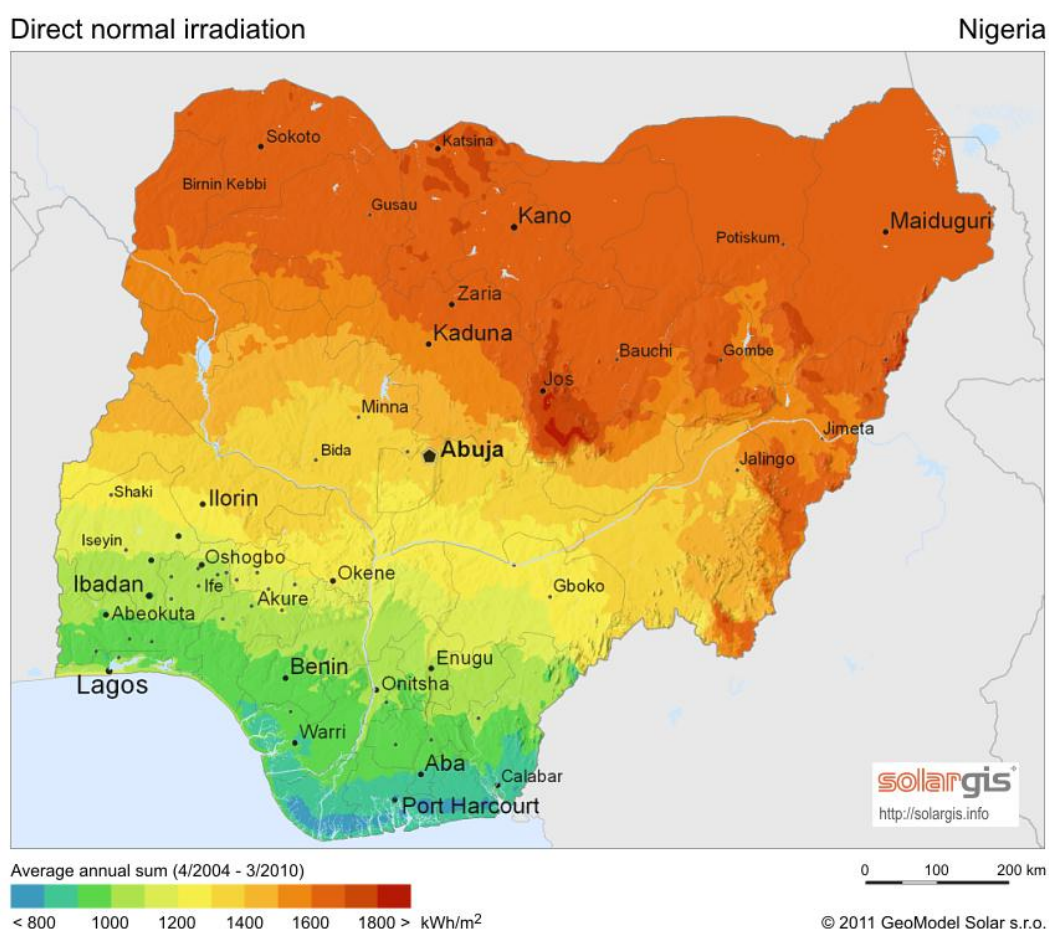 Direct normal irradiation
Nigeria
Sokoto
Katsina
Birnin Kebbi
Gusau
Kano
Maiduguri
Potiskum
Zaria
Kaduna
Bauchi
Gombe
Jos
Minna
Jimeta
Bida
Abuja
Jalingo
Shaki
Ilorin
Iseyin
Oshogbo
Okene
Ibadan
Ife
Gboko
Akure
Abeokuta
Benin
Enugu
Lagos
Onitsha
Warri
Aba
Calabar
Port Harcourt
solargis
http://solargis.info
Average annual sum (4/2004 - 3/2010)
0 100 200 km
< 800 1000 1200 1400 1600 1800 > kWh/m²
© 2011 GeoModel Solar s.r.o.